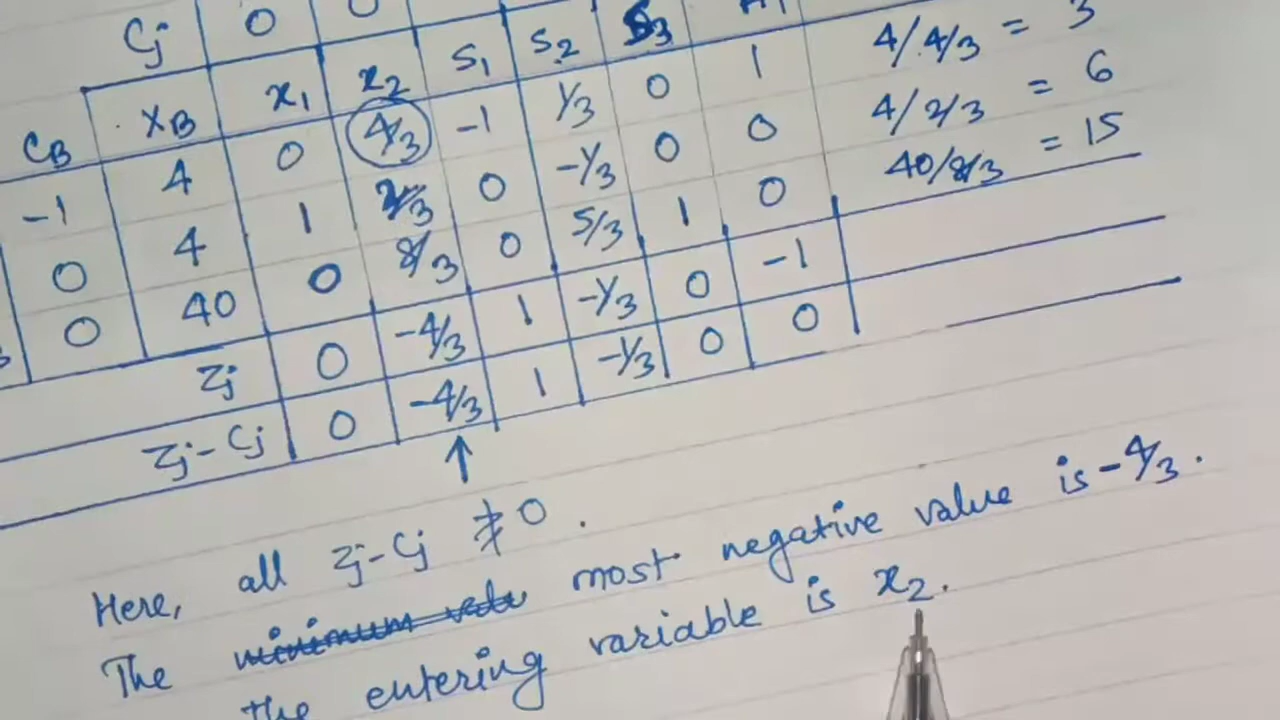 Cj 0 0
CB XB x1 x2 S1 S2 S3 A1
-1 4 0 4/3 -1 1/3 0 1 4/4/3 = 3
0 4 1 2/3 0 -1/3 0 0 4/2/3 = 6
0 40 0 8/3 0 5/3 1 0 40/8/3 = 15
Zj 0 -4/3 1 -1/3 0 -1
Zj-Cj 0 -4/3 1 -1/3 0 0
↑
Here, all Zj-Cj ≱ 0.
The most negative value is -4/3.
the entering variable is x2.